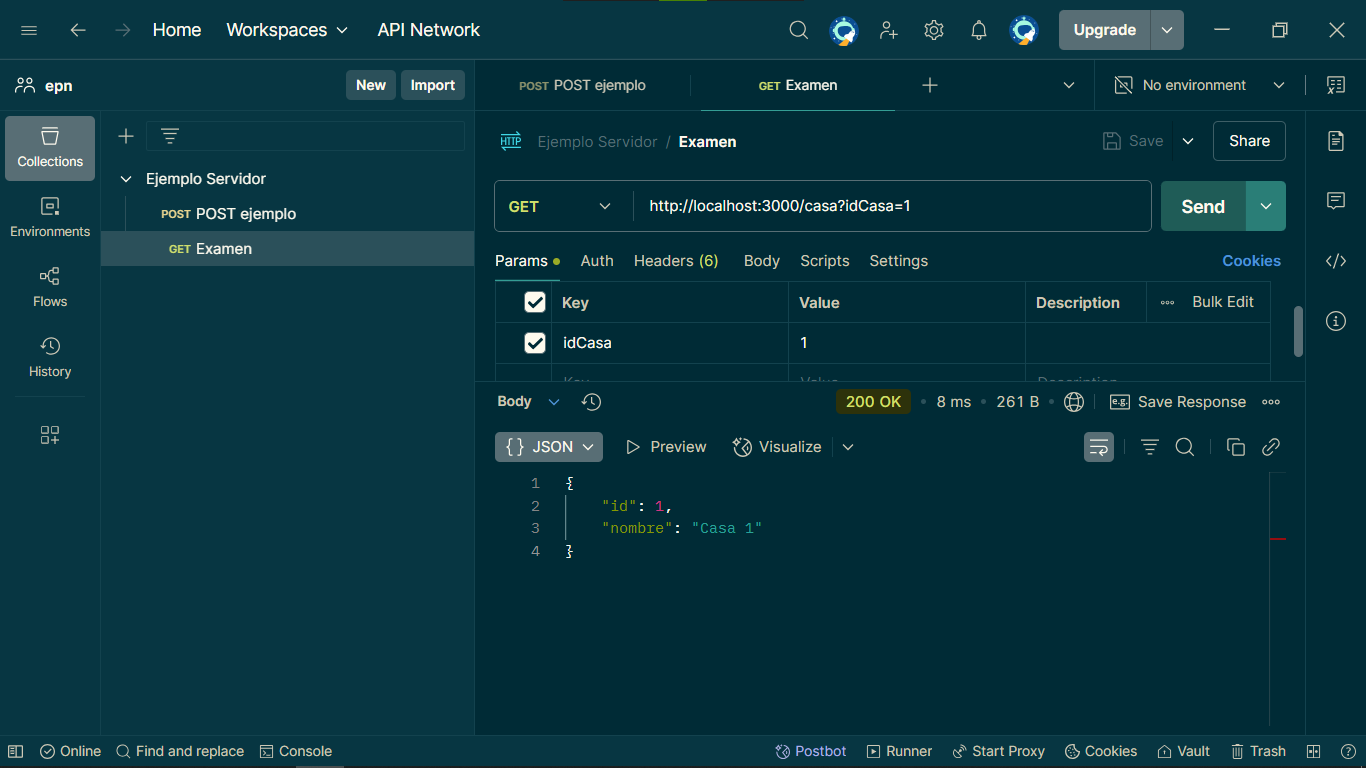 Home Workspaces API Network Upgrade
epn New Import POST POST ejemplo GET Examen No environment
Collections
Environments
Flows
History
Ejemplo Servidor
POST POST ejemplo
GET Examen
HTTP Ejemplo Servidor / Examen Save Share
GET http://localhost:3000/casa?idCasa=1 Send
Params Auth Headers (6) Body Scripts Settings Cookies
Key Value Description Bulk Edit
idCasa 1
Key Value Description
Body 200 OK 8 ms 261 B e.g. Save Response
{} JSON Preview Visualize
1 {
2 "id": 1,
3 "nombre": "Casa 1"
4 }
Online Find and replace Console Postbot Runner Start Proxy Cookies Vault Trash